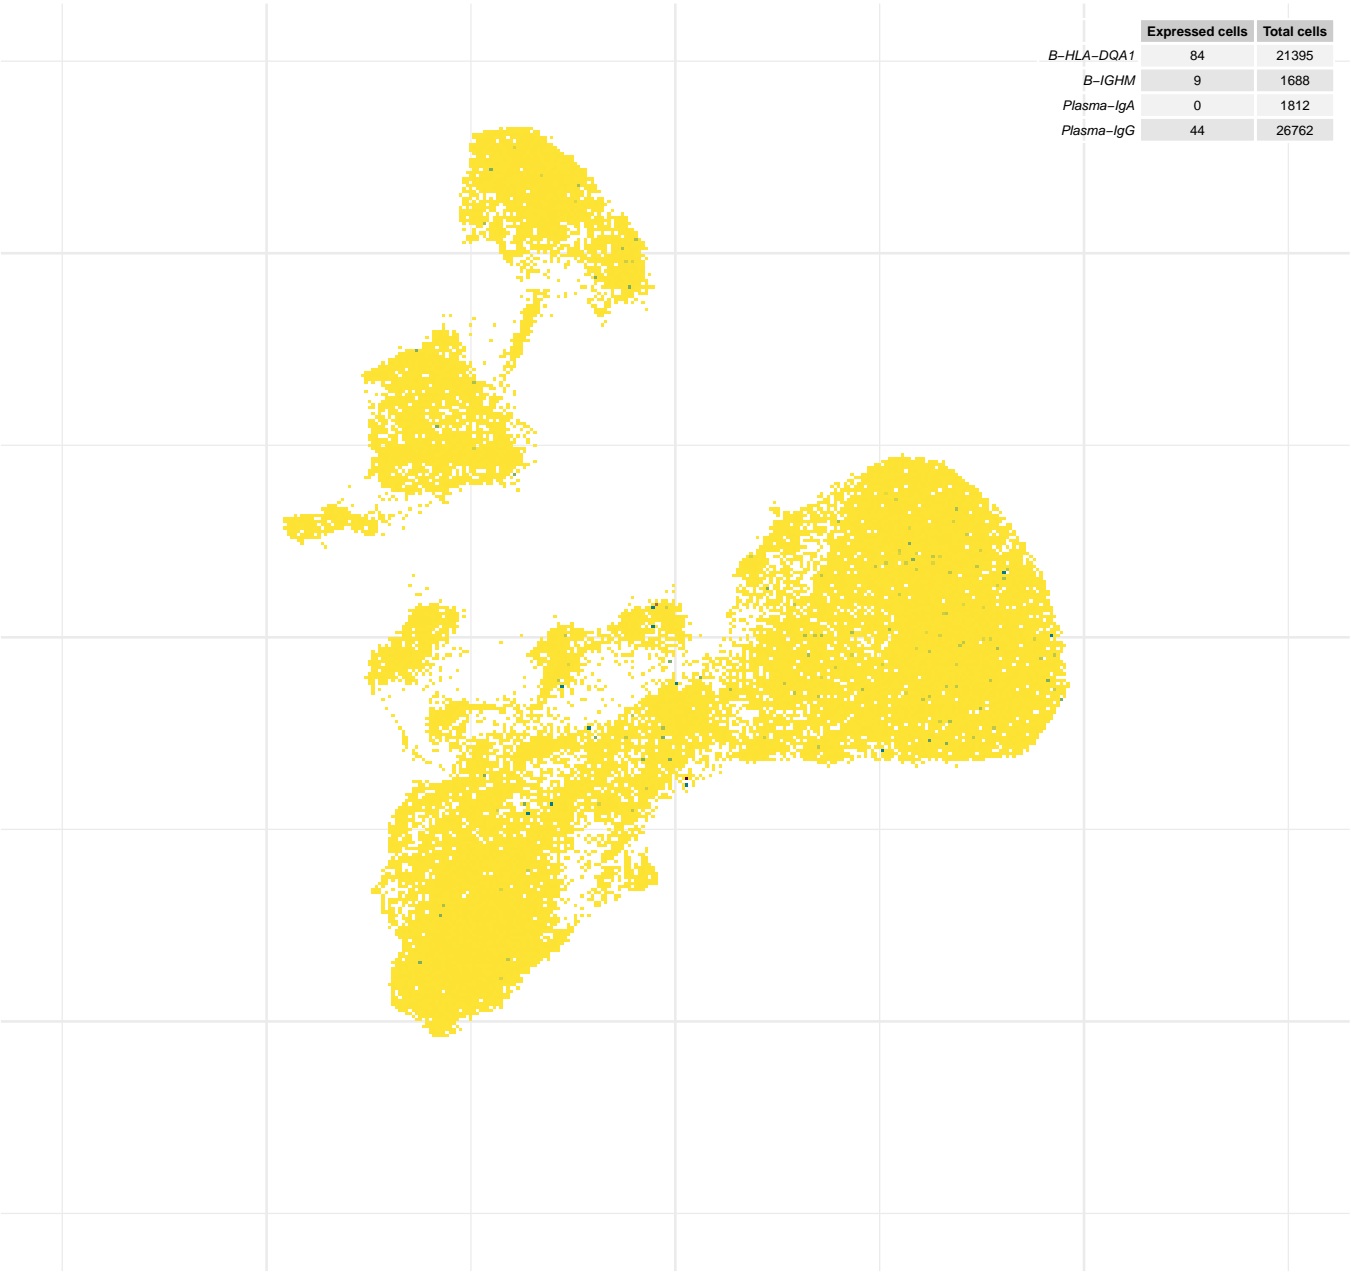 Expressed cells Total cells
B−HLA−DQA1 84 21395
B−IGHM 9 1688
Plasma−IgA 0 1812
Plasma−IgG 44 26762